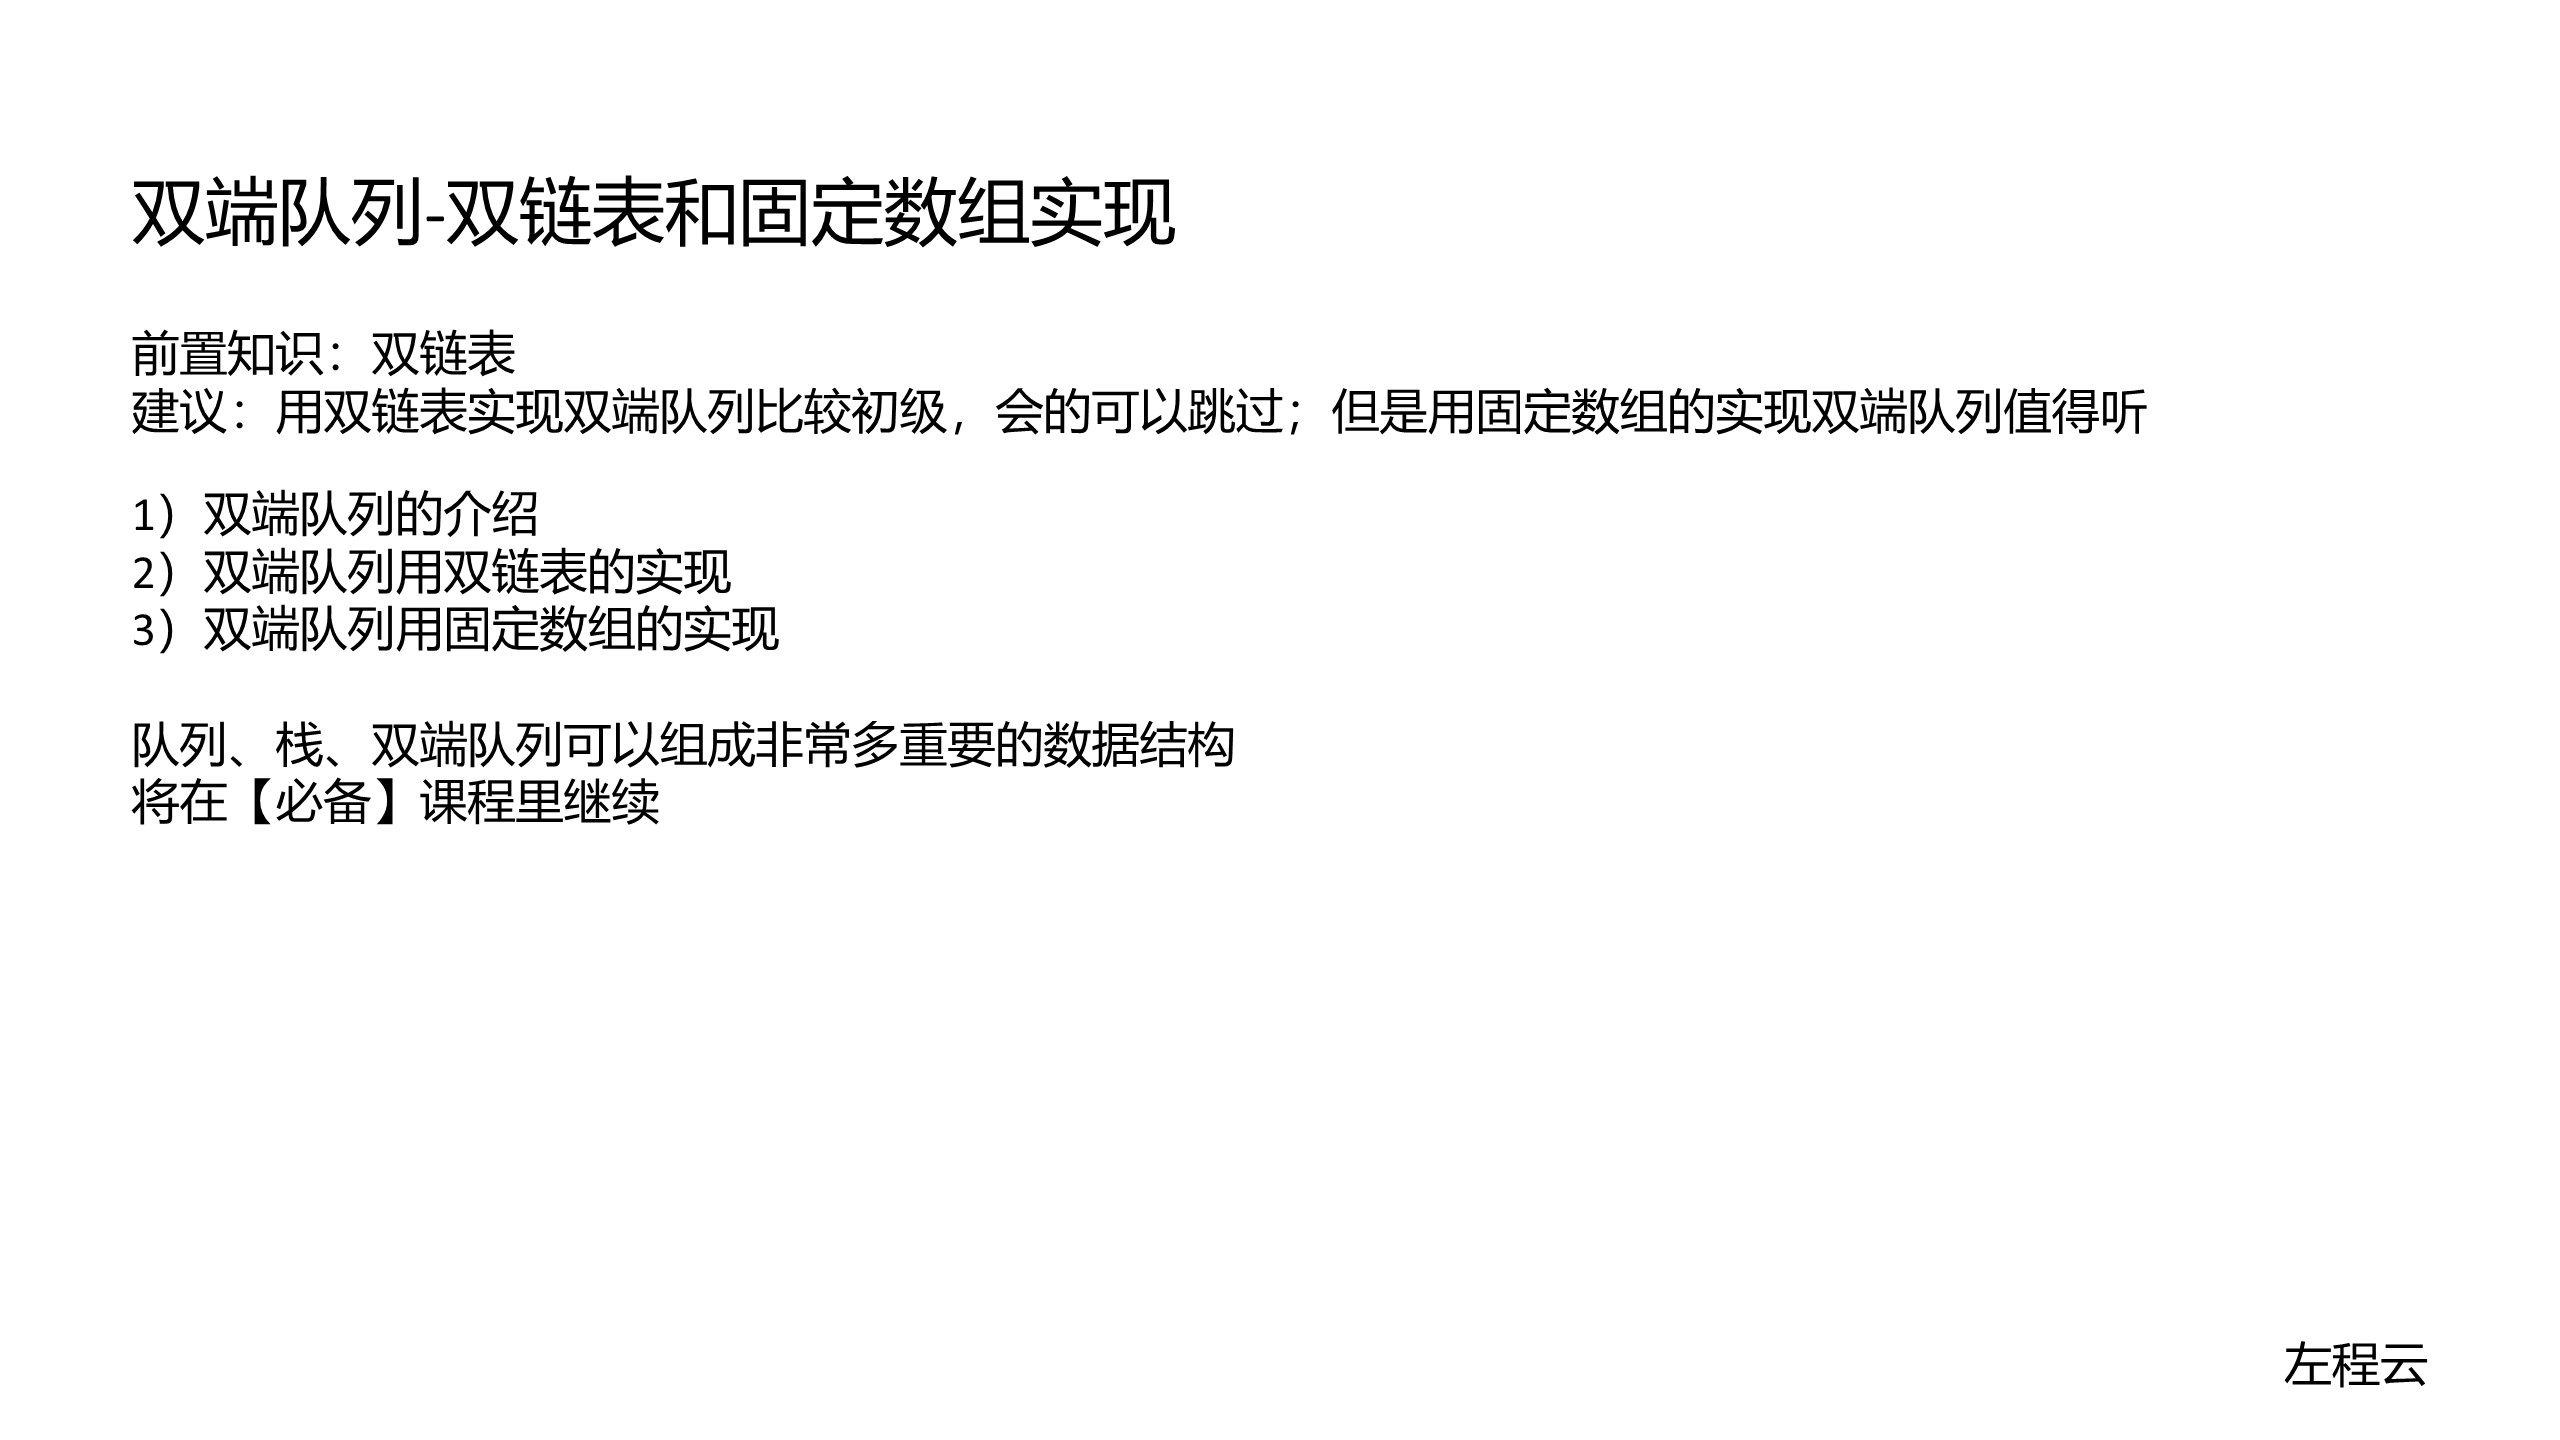 双端队列-双链表和固定数组实现
前置知识：双链表
建议：用双链表实现双端队列比较初级，会的可以跳过；但是用固定数组的实现双端队列值得听
1）双端队列的介绍
2）双端队列用双链表的实现
3）双端队列用固定数组的实现
队列、栈、双端队列可以组成非常多重要的数据结构
将在【必备】课程里继续
左程云